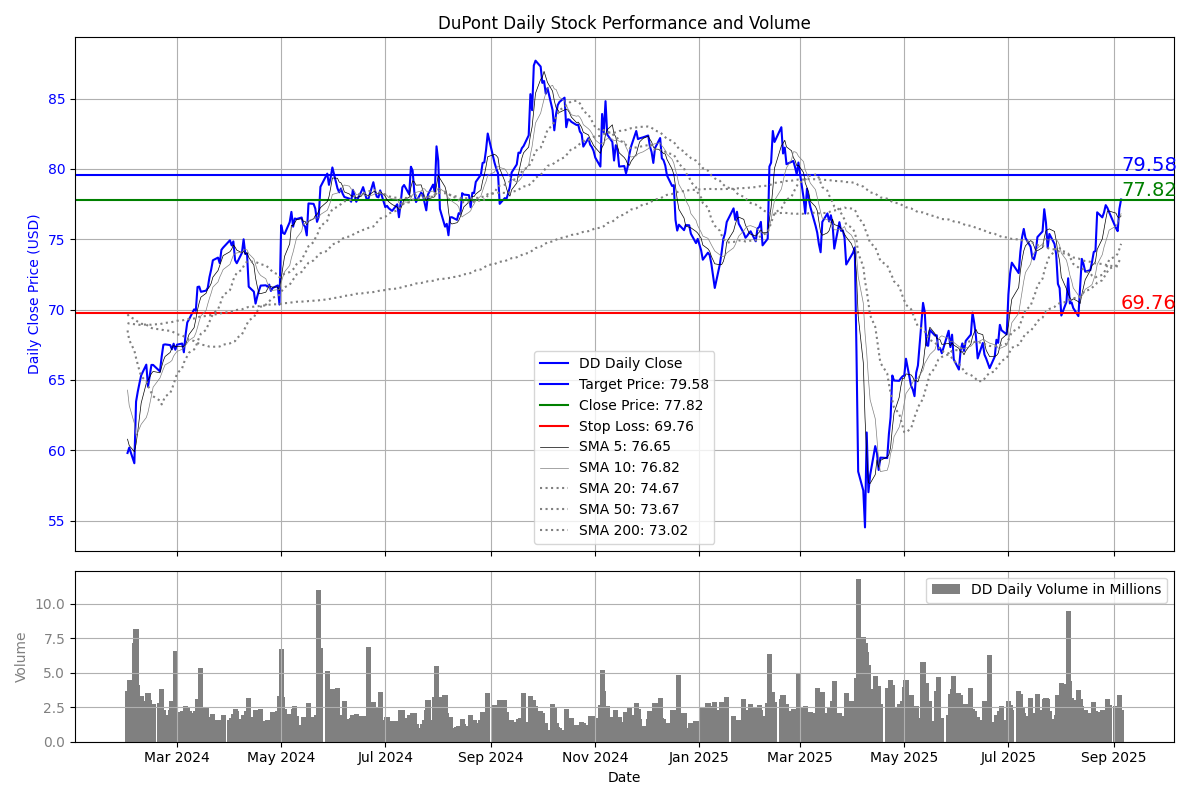 DuPont Daily Stock Performance and Volume
Daily Close Price (USD)
85
80
75
70
65
60
55
79.58
77.82
69.76
DD Daily Close
Target Price: 79.58
Close Price: 77.82
Stop Loss: 69.76
SMA 5: 76.65
SMA 10: 76.82
SMA 20: 74.67
SMA 50: 73.67
SMA 200: 73.02
Volume
10.0
7.5
5.0
2.5
0.0
DD Daily Volume in Millions
Mar 2024 May 2024 Jul 2024 Sep 2024 Nov 2024 Jan 2025 Mar 2025 May 2025 Jul 2025 Sep 2025
Date